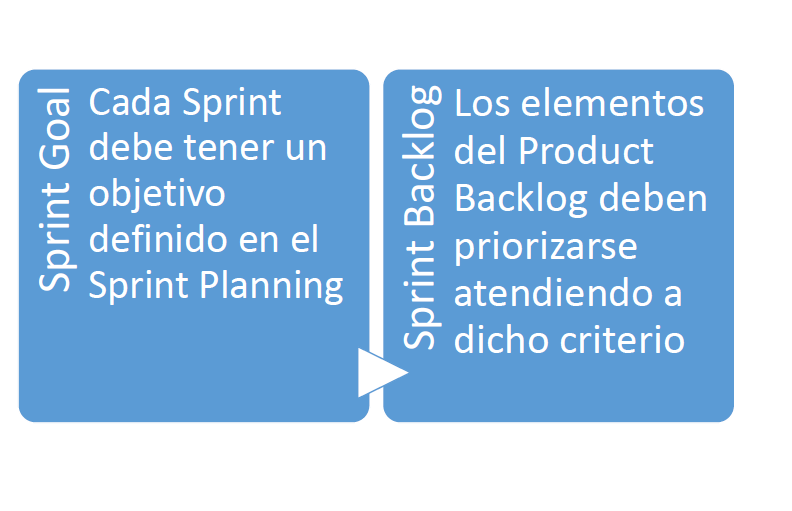 Sprint Goal
Cada Sprint
debe tener un
objetivo
definido en el
Sprint Planning
Sprint Backlog
Los elementos
del Product
Backlog deben
priorizarse
atendiendo a
dicho criterio